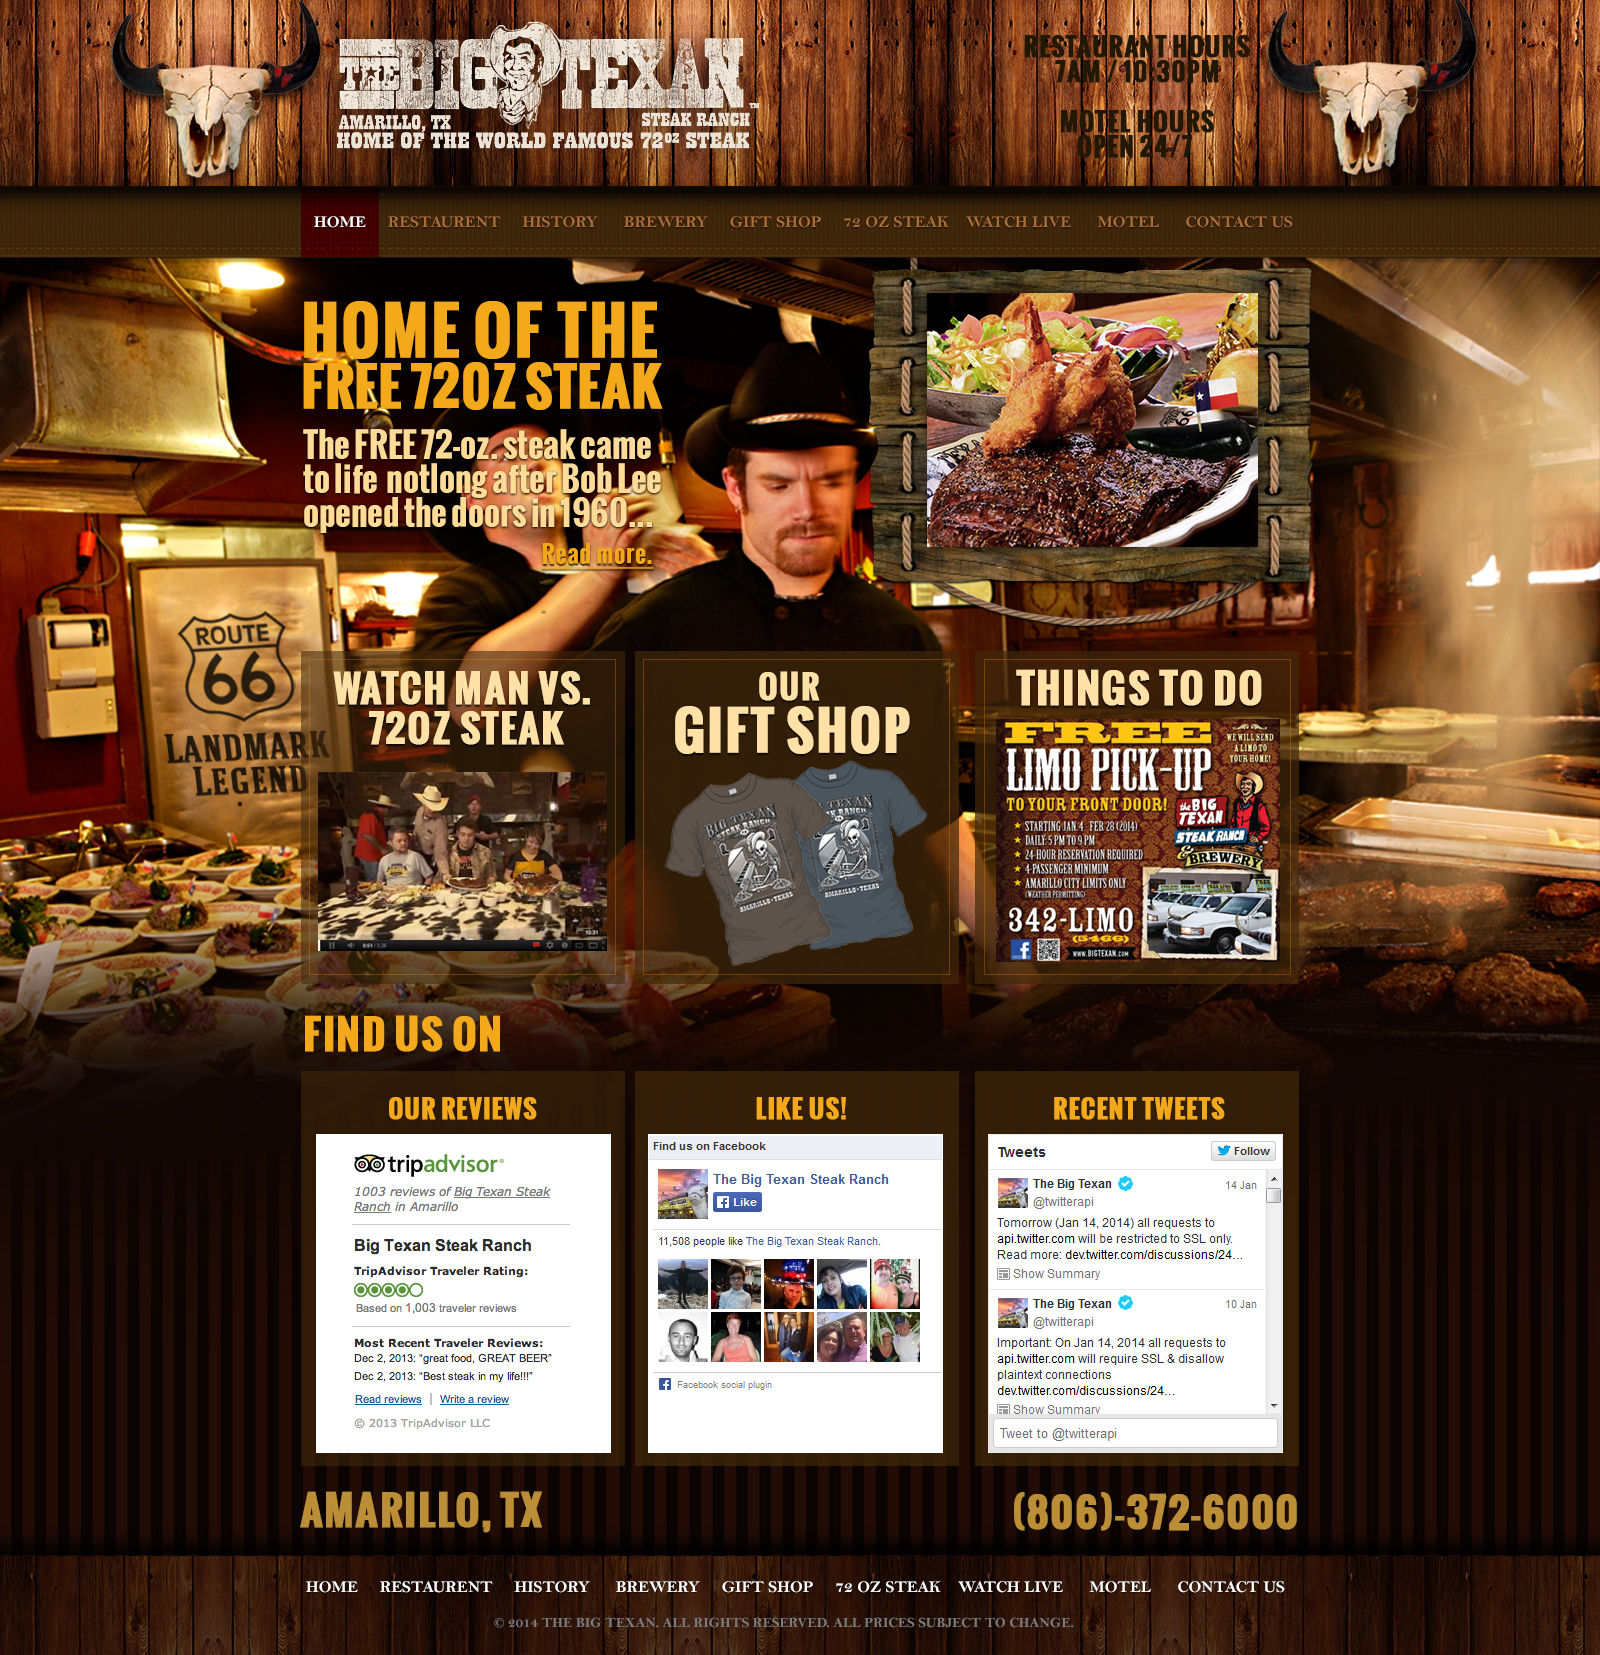 THE BIG TEXAN™
AMARILLO, TX STEAK RANCH
HOME OF THE WORLD FAMOUS 72OZ STEAK
RESTAURANT HOURS
7AM / 10:30PM
MOTEL HOURS
OPEN 24/7
HOME RESTAURENT HISTORY BREWERY GIFT SHOP 72 OZ STEAK WATCH LIVE MOTEL CONTACT US
HOME OF THE
FREE 72OZ STEAK
The FREE 72-oz. steak came
to life notlong after Bob Lee
opened the doors in 1960...
Read more.
ROUTE
66
LANDMARK
LEGEND
WATCH MAN VS.
72OZ STEAK
10:31
0:51 / 3:26
OUR
GIFT SHOP
BIG TEXAN
STEAK RANCH
AMARILLO • TEXAS
BIG TEXAN
STEAK RANCH
AMARILLO • TEXAS
THINGS TO DO
FREE
WE WILL SEND
A LIMO TO
YOUR HOME!
LIMO PICK-UP
TO YOUR FRONT DOOR!
the BIG
TEXAN
STEAK RANCH
& BREWERY
★ STARTING JAN. 4 - FEB 28 (2014)
★ DAILY: 5 PM TO 9 PM
★ 24-HOUR RESERVATION REQUIRED
★ 4 PASSENGER MINIMUM
★ AMARILLO CITY LIMITS ONLY
(WEATHER PERMITTING)
342-LIMO
(5466)
WWW.BIGTEXAN.COM
FIND US ON
OUR REVIEWS
tripadvisor®
1003 reviews of Big Texan Steak
Ranch in Amarillo
Big Texan Steak Ranch
TripAdvisor Traveler Rating:
Based on 1,003 traveler reviews
Most Recent Traveler Reviews:
Dec 2, 2013: “great food, GREAT BEER”
Dec 2, 2013: “Best steak in my life!!!”
Read reviews | Write a review
© 2013 TripAdvisor LLC
LIKE US!
Find us on Facebook
The Big Texan Steak Ranch
Like
11,508 people like The Big Texan Steak Ranch.
Facebook social plugin
RECENT TWEETS
Tweets Follow
The Big Texan 14 Jan
@twitterapi
Tomorrow (Jan 14, 2014) all requests to
api.twitter.com will be restricted to SSL only.
Read more: dev.twitter.com/discussions/24…
Show Summary
The Big Texan 10 Jan
@twitterapi
Important: On Jan 14, 2014 all requests to
api.twitter.com will require SSL & disallow
plaintext connections
dev.twitter.com/discussions/24…
Show Summary
Tweet to @twitterapi
AMARILLO, TX
(806)-372-6000
HOME RESTAURENT HISTORY BREWERY GIFT SHOP 72 OZ STEAK WATCH LIVE MOTEL CONTACT US
© 2014 THE BIG TEXAN. ALL RIGHTS RESERVED. ALL PRICES SUBJECT TO CHANGE.